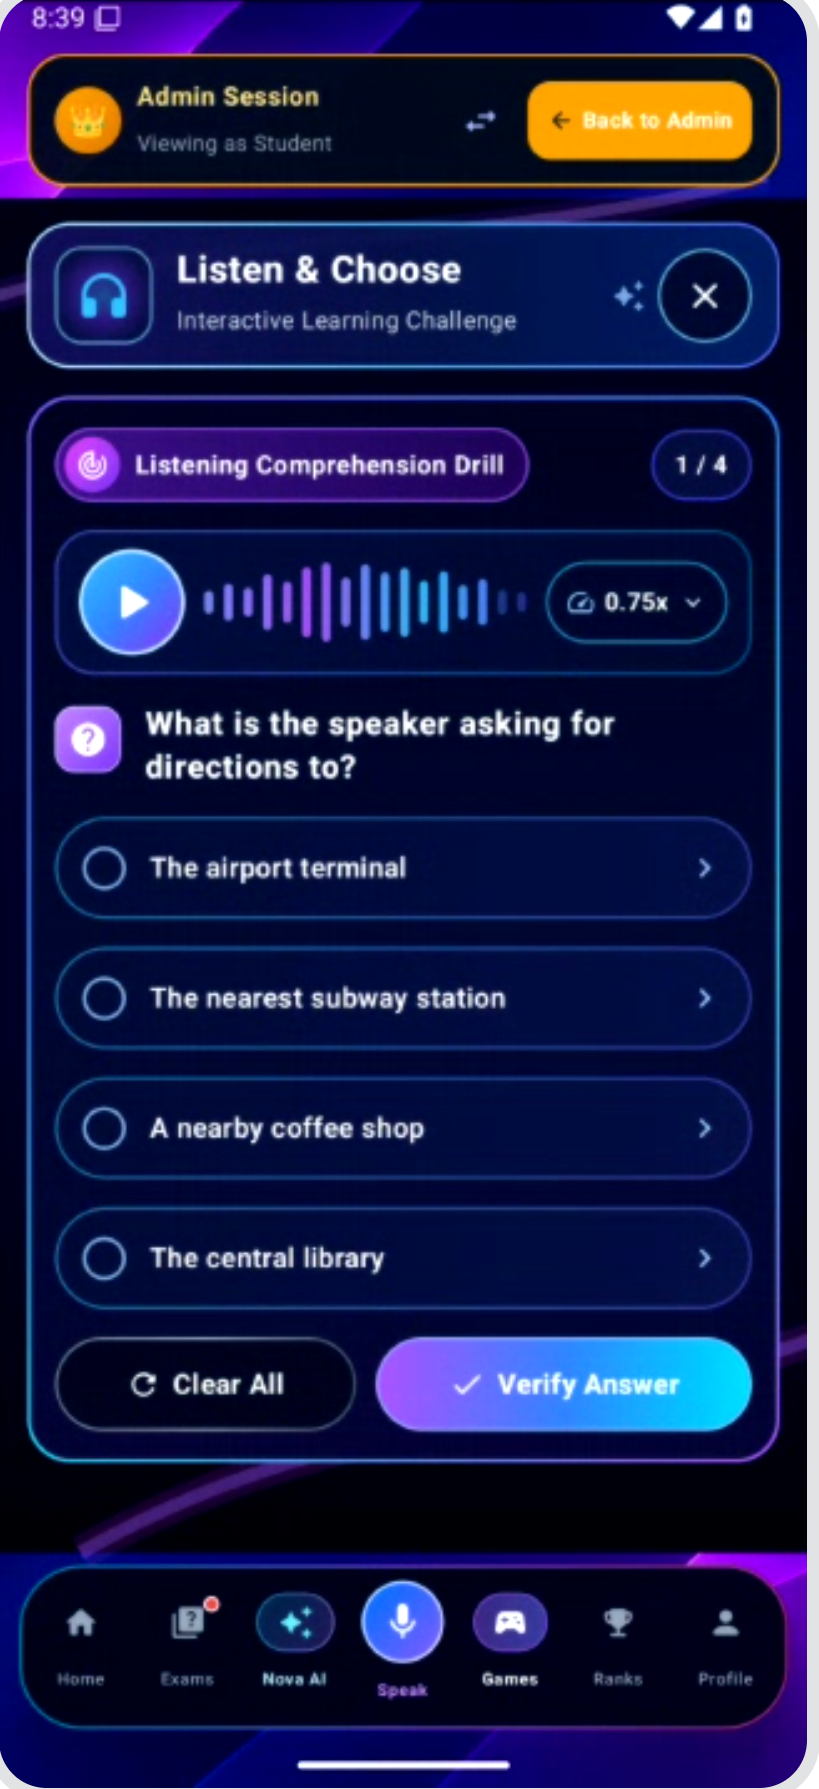 8:39
Admin Session
Viewing as Student
Back to Admin
Listen & Choose
Interactive Learning Challenge
Listening Comprehension Drill
1 / 4
0.75x
What is the speaker asking for
directions to?
The airport terminal
The nearest subway station
A nearby coffee shop
The central library
Clear All
Verify Answer
Home
Exams
Nova AI
Speak
Games
Ranks
Profile